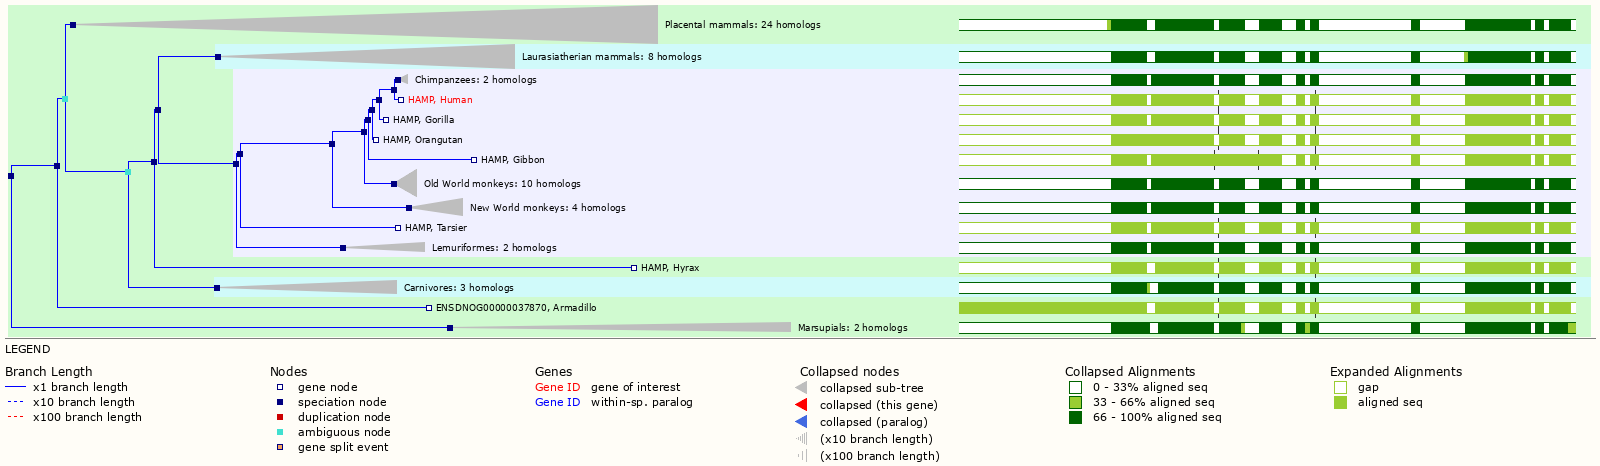 Placental mammals: 24 homologs
Laurasiatherian mammals: 8 homologs
Chimpanzees: 2 homologs
HAMP, Human
HAMP, Gorilla
HAMP, Orangutan
HAMP, Gibbon
Old World monkeys: 10 homologs
New World monkeys: 4 homologs
HAMP, Tarsier
Lemuriformes: 2 homologs
HAMP, Hyrax
Carnivores: 3 homologs
ENSDNOG00000037870, Armadillo
Marsupials: 2 homologs
LEGEND
Branch Length
x1 branch length
x10 branch length
x100 branch length
Nodes
gene node
speciation node
duplication node
ambiguous node
gene split event
Genes
Gene ID gene of interest
Gene ID within-sp. paralog
Collapsed nodes
collapsed sub-tree
collapsed (this gene)
collapsed (paralog)
(x10 branch length)
(x100 branch length)
Collapsed Alignments
0 - 33% aligned seq
33 - 66% aligned seq
66 - 100% aligned seq
Expanded Alignments
gap
aligned seq